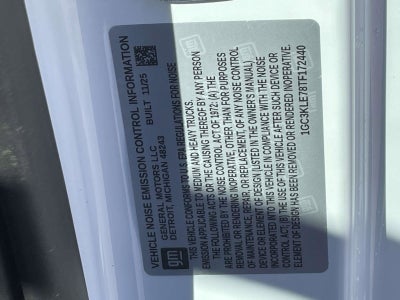 VEHICLE NOISE EMISSION CONTROL INFORMATION
gm
GENERAL MOTORS LLC
DETROIT, MICHIGAN 48243
BUILT 11/25
THIS VEHICLE CONFORMS TO U.S. EPA REGULATIONS FOR NOISE
EMISSION APPLICABLE TO MEDIUM AND HEAVY TRUCKS.
THE FOLLOWING ACTS OR THE CAUSING THEREOF BY ANY PERSON
ARE PROHIBITED BY THE NOISE CONTROL ACT OF 1972: (A) THE
REMOVAL OR RENDERING INOPERATIVE, OTHER THAN FOR PURPOSES
OF MAINTENANCE, REPAIR, OR REPLACEMENT, OF ANY NOISE CONTROL
DEVICE OR ELEMENT OF DESIGN (LISTED IN THE OWNER'S MANUAL)
INCORPORATED INTO THIS VEHICLE IN COMPLIANCE WITH THE NOISE
CONTROL ACT, (B) THE USE OF THIS VEHICLE AFTER SUCH DEVICE OR
ELEMENT OF DESIGN HAS BEEN REMOVED OR RENDERED INOPERATIVE.
1GC3KLE78TF172440